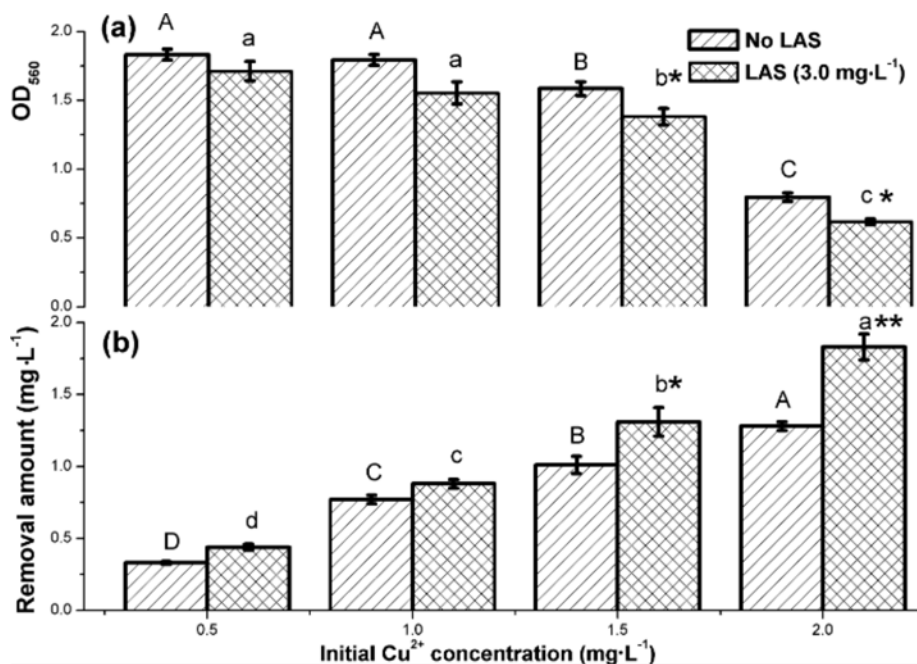 (a)
A
a
A
a
B
b*
C
c *
No LAS
LAS (3.0 mg·L⁻¹)
OD₅₆₀
2.0
1.5
1.0
0.5
0.0
(b)
D
d
C
c
B
b*
A
a**
Removal amount (mg·L⁻¹)
2.0
1.5
1.0
0.5
0.0
0.5 1.0 1.5 2.0
Initial Cu²⁺ concentration (mg·L⁻¹)